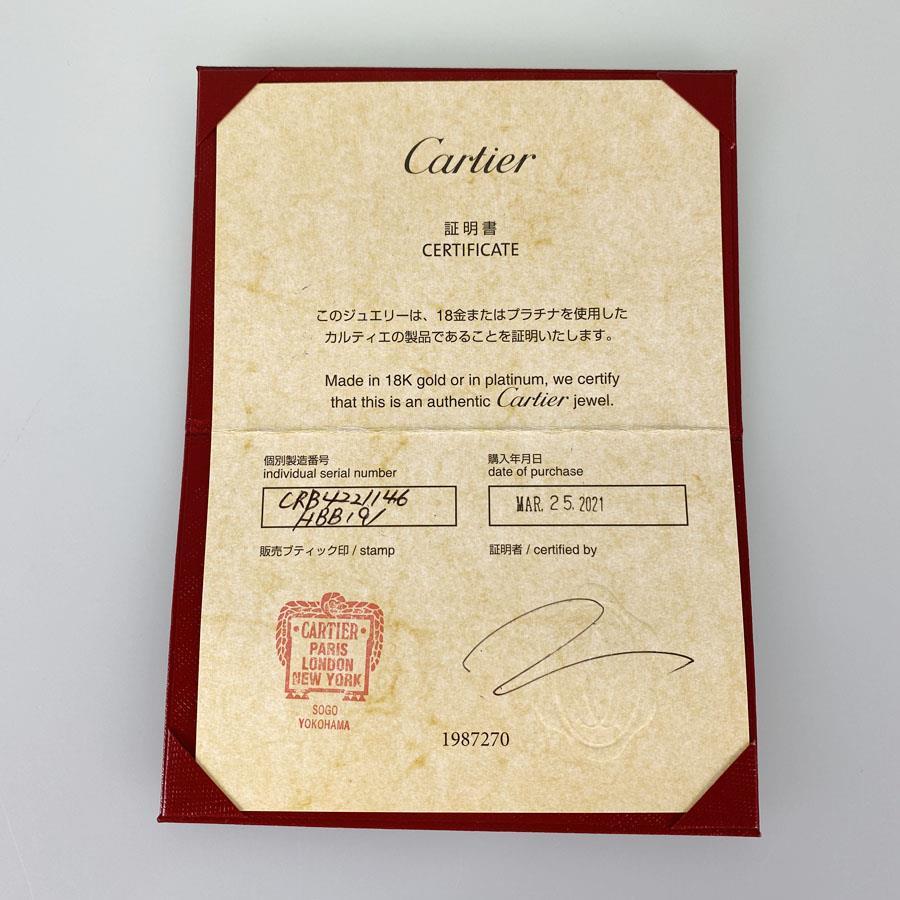 Cartier
証明書
CERTIFICATE
このジュエリーは、18金またはプラチナを使用した
カルティエの製品であることを証明いたします。
Made in 18K gold or in platinum, we certify
that this is an authentic Cartier jewel.
個別製造番号
individual serial number
CRB4221146
HBB191
購入年月日
date of purchase
MAR. 25. 2021
販売ブティック印 / stamp
証明者 / certified by
· CARTIER ·
PARIS
LONDON
NEW YORK
SOGO
YOKOHAMA
1987270